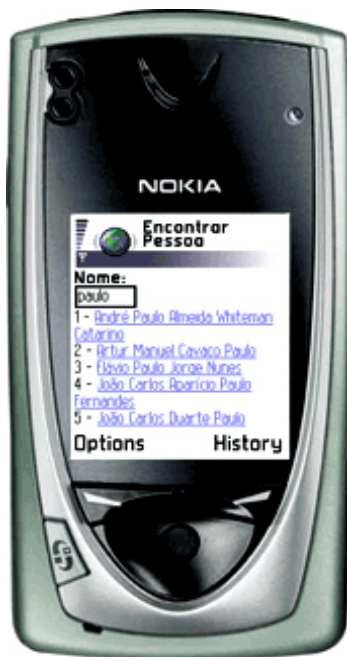 NOKIA
Encontrar
Pessoa
Nome:
paulo
1 - André Paulo Almeida Whiteman
Catarino
2 - Artur Manuel Cavaco Paulo
3 - Flavio Paulo Jorge Nunes
4 - João Carlos Aparício Paulo
Fernandes
5 - João Carlos Duarte Paulo
Options History